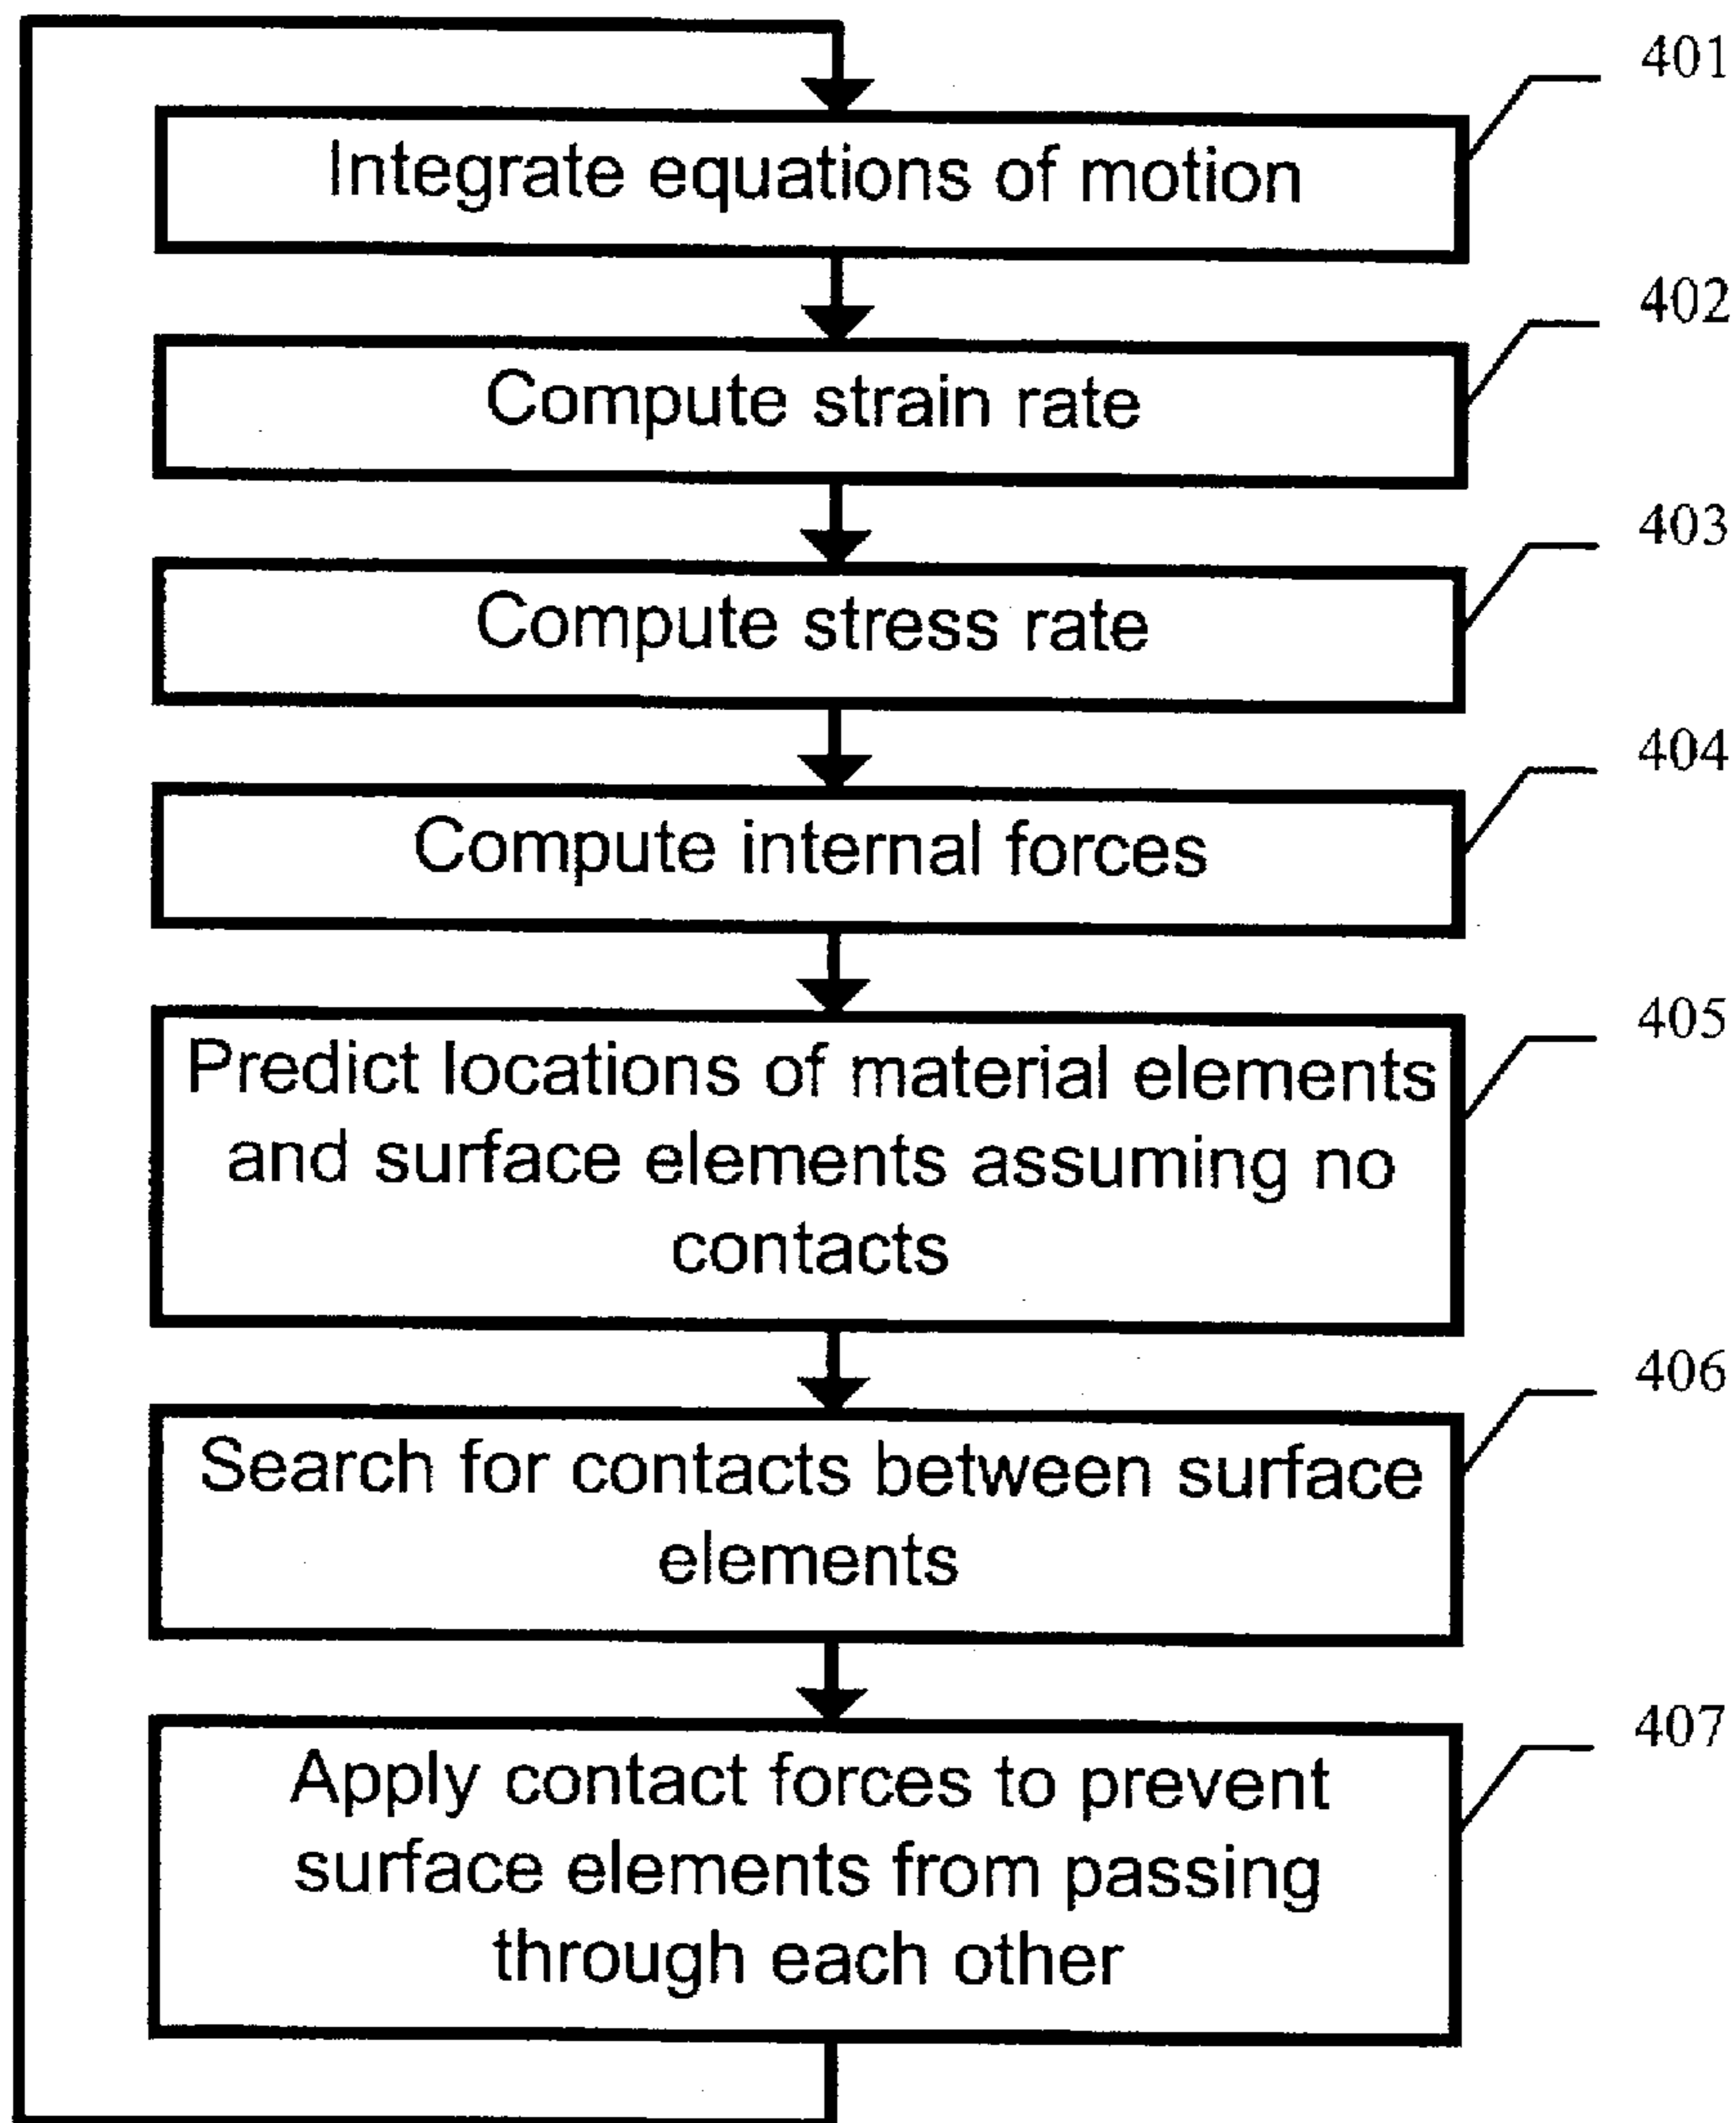 401
Integrate equations of motion
402
Compute strain rate
403
Compute stress rate
404
Compute internal forces
405
Predict locations of material elements
and surface elements assuming no
contacts
406
Search for contacts between surface
elements
407
Apply contact forces to prevent
surface elements from passing
through each other